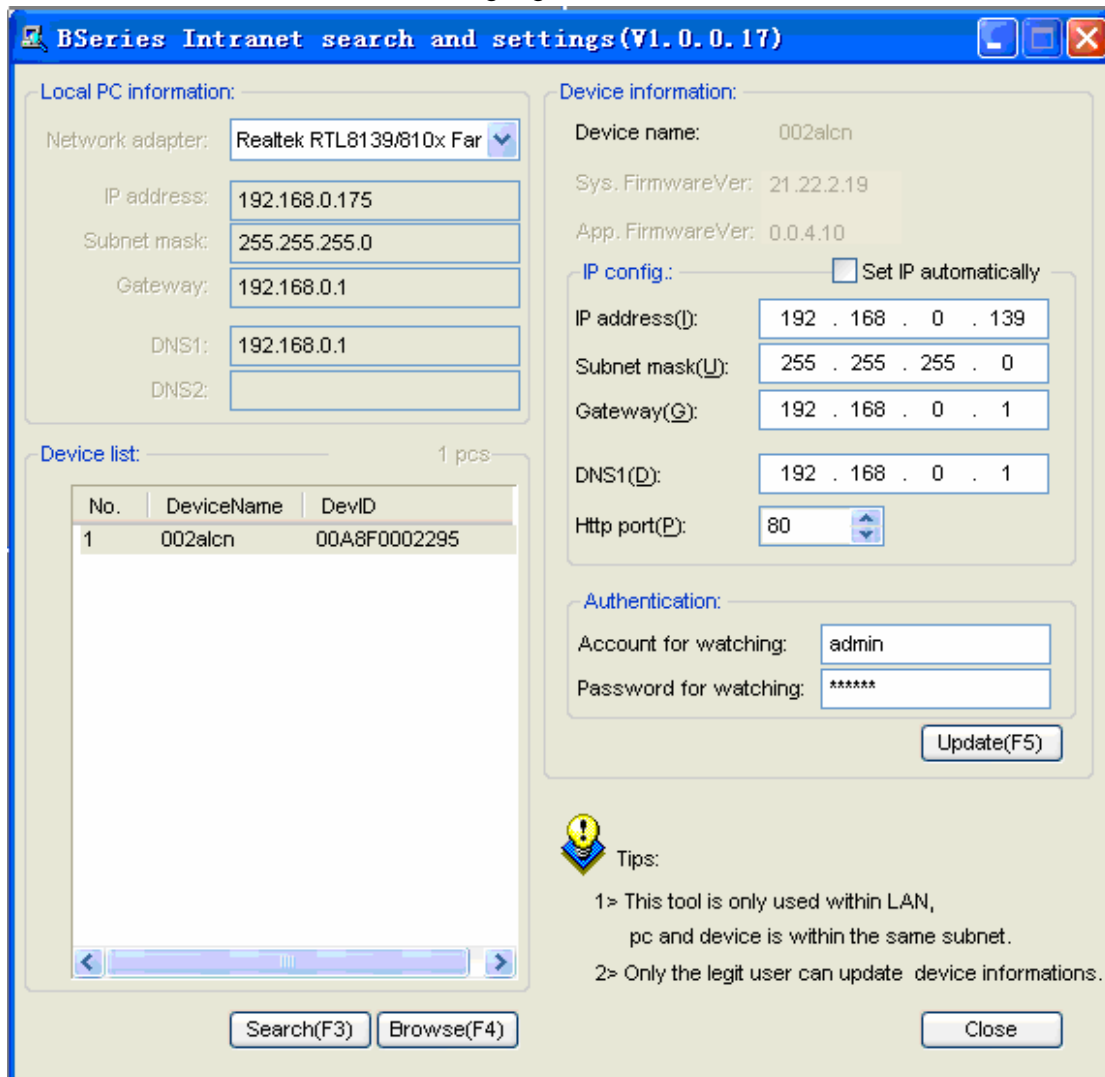 BSeries Intranet search and settings(V1.0.0.17)
Local PC information:
Network adapter: Realtek RTL8139/810x Far
IP address: 192.168.0.175
Subnet mask: 255.255.255.0
Gateway: 192.168.0.1
DNS1: 192.168.0.1
DNS2:
Device list: 1 pcs
No. DeviceName DevID
1 002alcn 00A8F0002295
Search(F3) Browse(F4)
Device information:
Device name: 002alcn
Sys. FirmwareVer: 21.22.2.19
App. FirmwareVer: 0.0.4.10
IP config.: Set IP automatically
IP address(I): 192 . 168 . 0 . 139
Subnet mask(U): 255 . 255 . 255 . 0
Gateway(G): 192 . 168 . 0 . 1
DNS1(D): 192 . 168 . 0 . 1
Http port(P): 80
Authentication:
Account for watching: admin
Password for watching: ******
Update(F5)
Tips:
1> This tool is only used within LAN,
pc and device is within the same subnet.
2> Only the legit user can update device informations.
Close